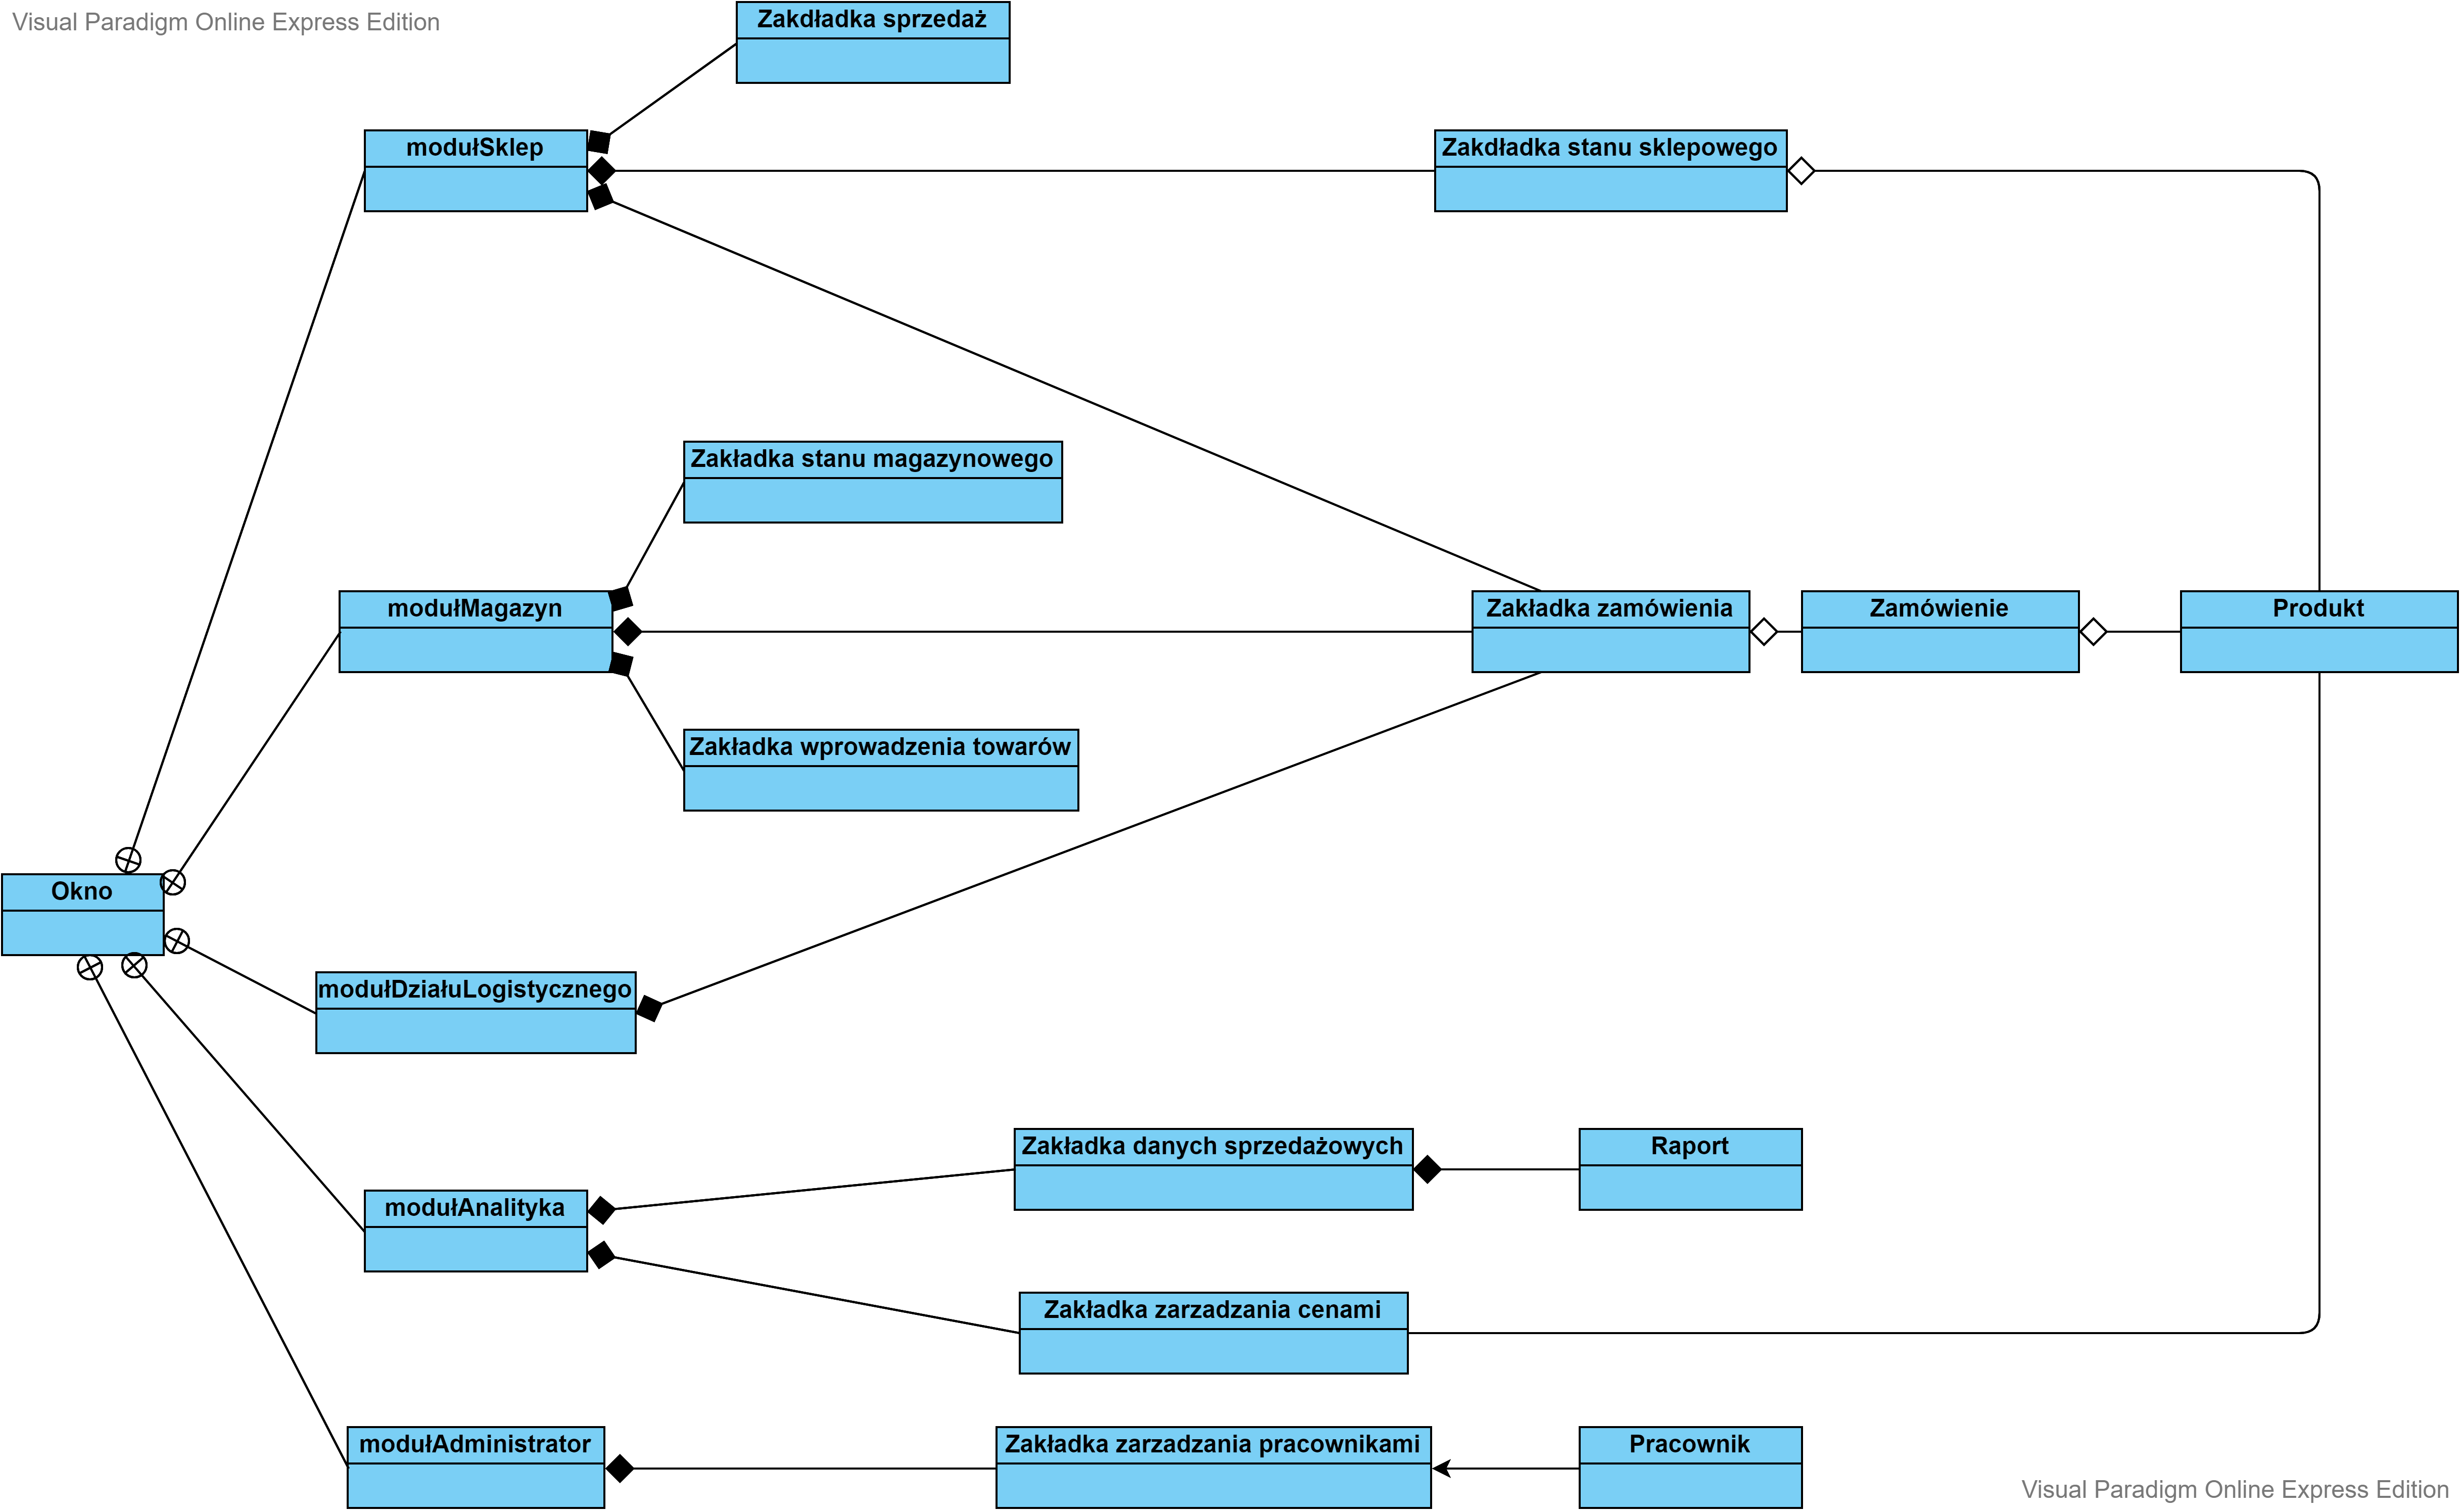 Visual Paradigm Online Express Edition
Zakdładka sprzedaż
modułSklep
Zakdładka stanu sklepowego
Zakładka stanu magazynowego
modułMagazyn
Zakładka zamówienia
Zamówienie
Produkt
Zakładka wprowadzenia towarów
Okno
modułDziałuLogistycznego
Zakładka danych sprzedażowych
Raport
modułAnalityka
Zakładka zarzadzania cenami
modułAdministrator
Zakładka zarzadzania pracownikami
Pracownik
Visual Paradigm Online Express Edition